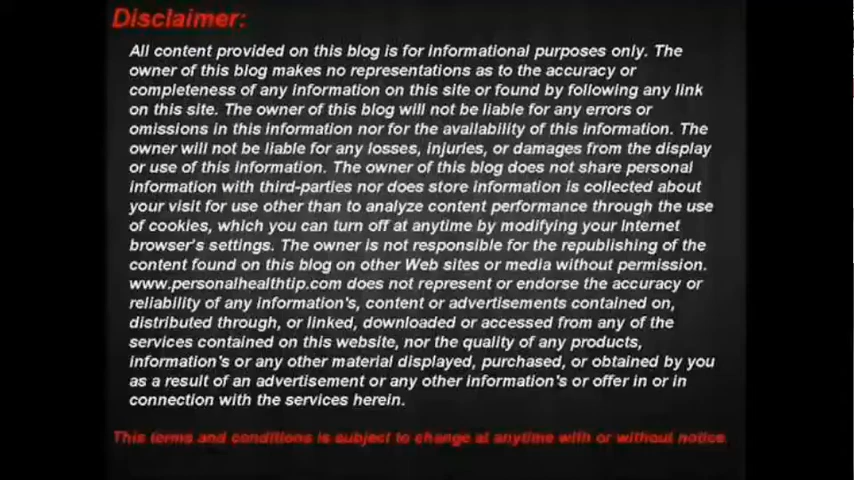 Disclaimer:
All content provided on this blog is for informational purposes only. The
owner of this blog makes no representations as to the accuracy or
completeness of any information on this site or found by following any link
on this site. The owner of this blog will not be liable for any errors or
omissions in this information nor for the availability of this information. The
owner will not be liable for any losses, injuries, or damages from the display
or use of this information. The owner of this blog does not share personal
information with third-parties nor does store information is collected about
your visit for use other than to analyze content performance through the use
of cookies, which you can turn off at anytime by modifying your Internet
browser's settings. The owner is not responsible for the republishing of the
content found on this blog on other Web sites or media without permission.
www.personalhealthtip.com does not represent or endorse the accuracy or
reliability of any information's, content or advertisements contained on,
distributed through, or linked, downloaded or accessed from any of the
services contained on this website, nor the quality of any products,
information's or any other material displayed, purchased, or obtained by you
as a result of an advertisement or any other information's or offer in or in
connection with the services herein.
This terms and conditions is subject to change at anytime with or without notice.